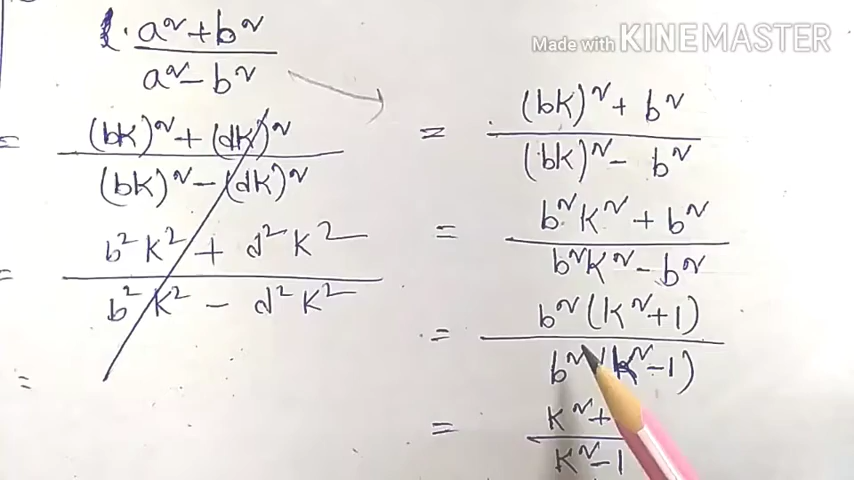 1. a²+b²
a²-b²
Made with KINEMASTER
= (bk)²+(dk)²
(bk)²-(dk)²
= b²k² + d²k²
b²k² - d²k²
=
= (bk)²+ b²
(bk)²- b²
= b²k²+b²
b²k²-b²
= b²(k²+1)
b²(k²-1)
= k²+
k²-1